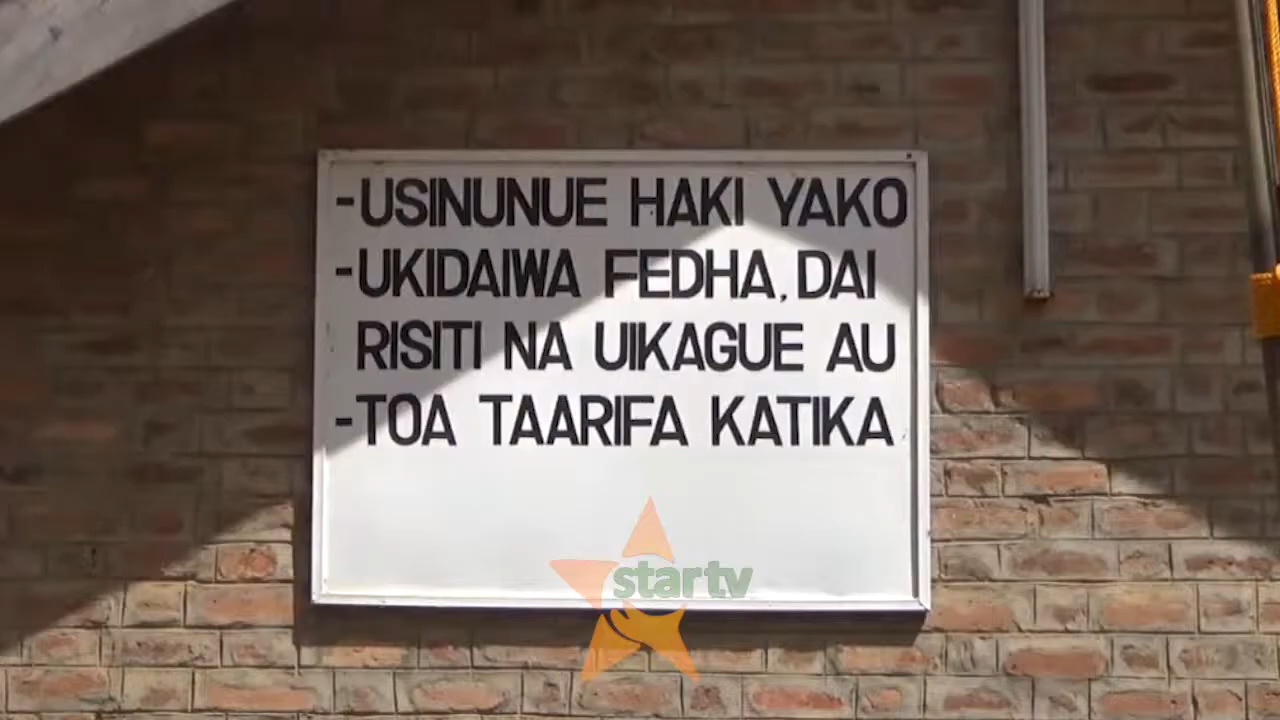 -USINUNUE HAKI YAKO
-UKIDAIWA FEDHA, DAI
RISITI NA UIKAGUE AU
-TOA TAARIFA KATIKA
startv